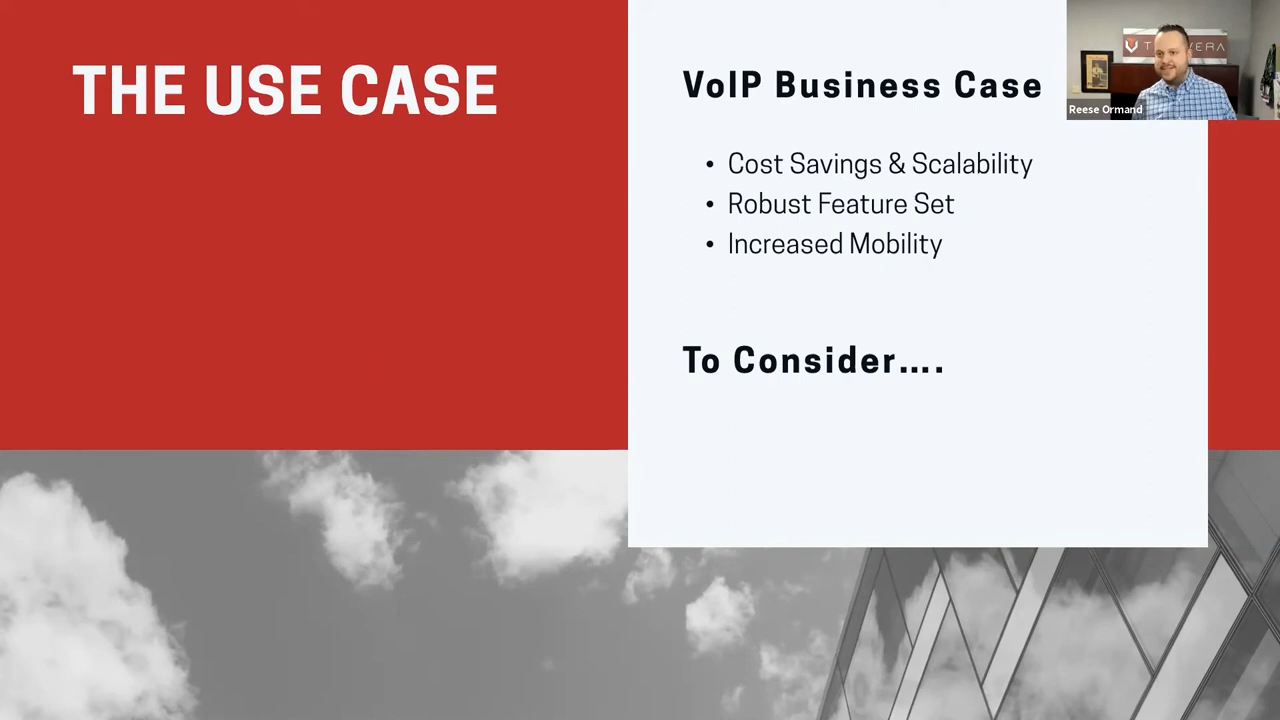 THE USE CASE
VoIP Business Case
• Cost Savings & Scalability
• Robust Feature Set
• Increased Mobility
To Consider....
Reese Ormand